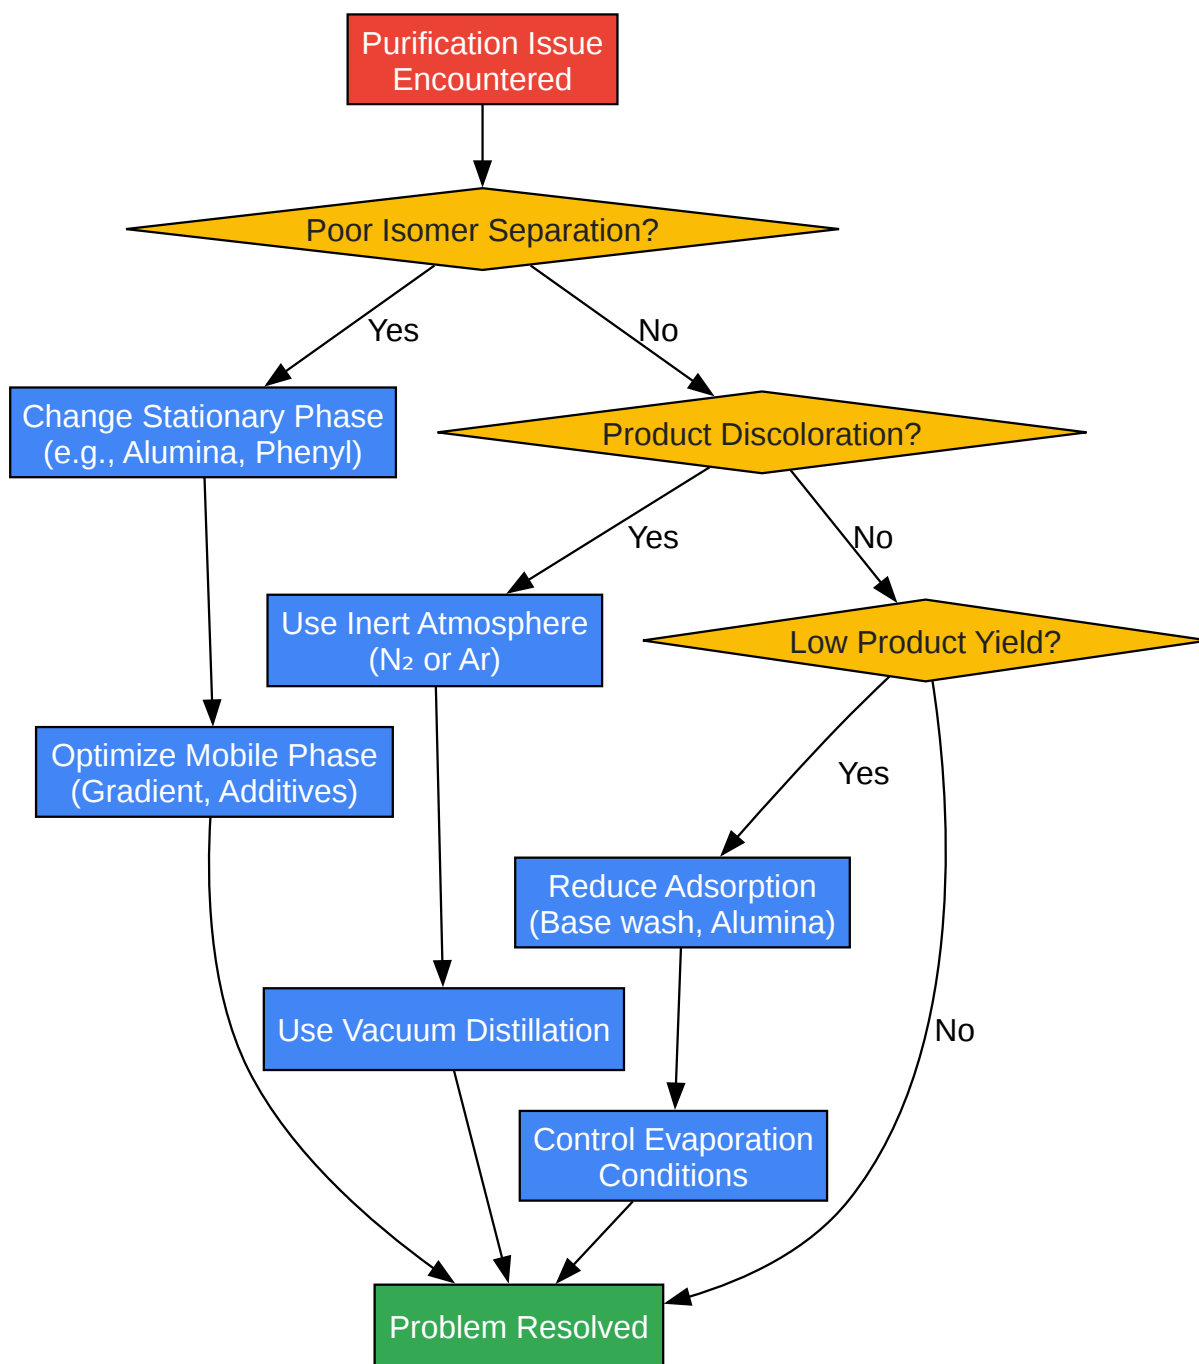 Purification Issue
Encountered
Poor Isomer Separation?
Yes
No
Change Stationary Phase
(e.g., Alumina, Phenyl)
Product Discoloration?
Yes
No
Use Inert Atmosphere
(N₂ or Ar)
Low Product Yield?
Optimize Mobile Phase
(Gradient, Additives)
Yes
Reduce Adsorption
(Base wash, Alumina)
Use Vacuum Distillation
No
Control Evaporation
Conditions
Problem Resolved